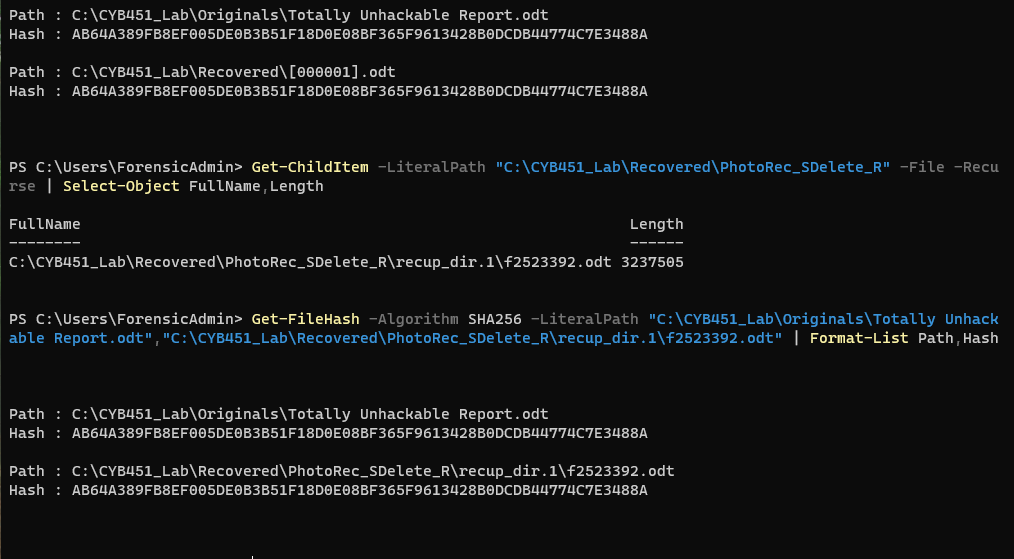 Path : C:\CYB451_Lab\Originals\Totally Unhackable Report.odt
Hash : AB64A389FB8EF005DE0B3B51F18D0E08BF365F9613428B0DCDB44774C7E3488A
Path : C:\CYB451_Lab\Recovered\[000001].odt
Hash : AB64A389FB8EF005DE0B3B51F18D0E08BF365F9613428B0DCDB44774C7E3488A
PS C:\Users\ForensicAdmin> Get-ChildItem -LiteralPath "C:\CYB451_Lab\Recovered\PhotoRec_SDelete_R" -File -Recu
rse | Select-Object FullName,Length
FullName Length
-------- ------
C:\CYB451_Lab\Recovered\PhotoRec_SDelete_R\recup_dir.1\f2523392.odt 3237505
PS C:\Users\ForensicAdmin> Get-FileHash -Algorithm SHA256 -LiteralPath "C:\CYB451_Lab\Originals\Totally Unhack
able Report.odt","C:\CYB451_Lab\Recovered\PhotoRec_SDelete_R\recup_dir.1\f2523392.odt" | Format-List Path,Hash
Path : C:\CYB451_Lab\Originals\Totally Unhackable Report.odt
Hash : AB64A389FB8EF005DE0B3B51F18D0E08BF365F9613428B0DCDB44774C7E3488A
Path : C:\CYB451_Lab\Recovered\PhotoRec_SDelete_R\recup_dir.1\f2523392.odt
Hash : AB64A389FB8EF005DE0B3B51F18D0E08BF365F9613428B0DCDB44774C7E3488A